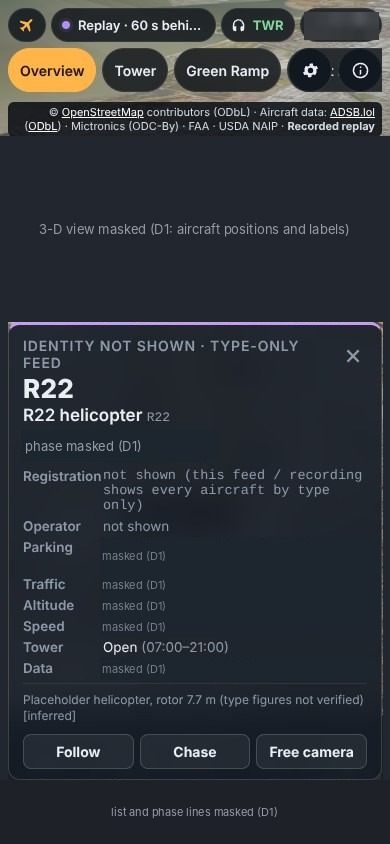 Replay · 60 s behi...
TWR
Overview
Tower
Green Ramp
© OpenStreetMap contributors (ODbL) · Aircraft data: ADSB.lol
(ODbL) · Mictronics (ODC-By) · FAA · USDA NAIP · Recorded replay
3-D view masked (D1: aircraft positions and labels)
IDENTITY NOT SHOWN · TYPE-ONLY
FEED
R22
R22 helicopter R22
phase masked (D1)
Registration not shown (this feed / recording
shows every aircraft by type
only)
Operator not shown
Parking masked (D1)
Traffic masked (D1)
Altitude masked (D1)
Speed masked (D1)
Tower Open (07:00–21:00)
Data masked (D1)
Placeholder helicopter, rotor 7.7 m (type figures not verified)
[inferred]
Follow
Chase
Free camera
list and phase lines masked (D1)